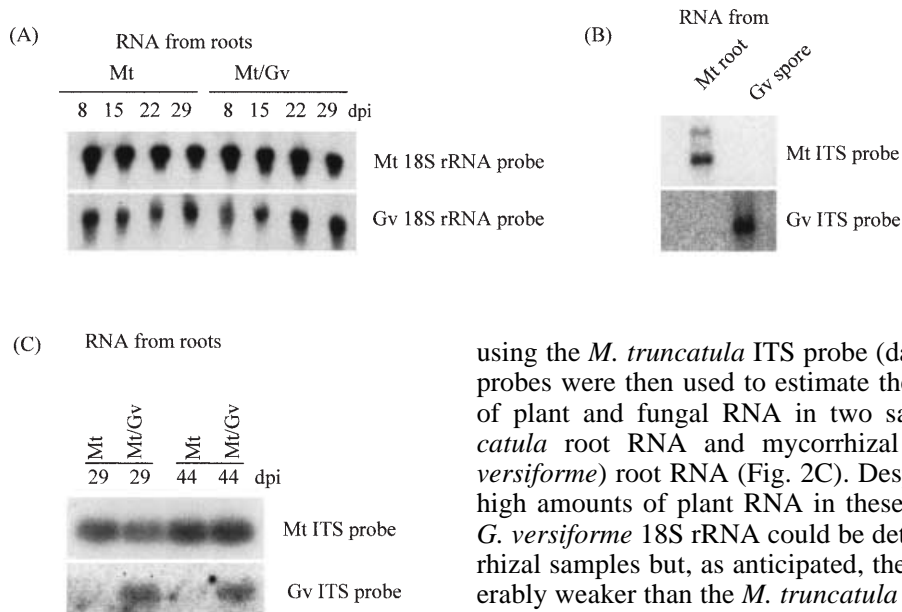 (A)
RNA from roots
Mt Mt/Gv
8 15 22 29 8 15 22 29 dpi
Mt 18S rRNA probe
Gv 18S rRNA probe
(B)
RNA from
Mt root Gv spore
Mt ITS probe
Gv ITS probe
(C) RNA from roots
Mt Mt/Gv Mt Mt/Gv
29 29 44 44 dpi
Mt ITS probe
Gv ITS probe
using the M. truncatula ITS probe (da
probes were then used to estimate the
of plant and fungal RNA in two sa
catula root RNA and mycorrhizal
versiforme) root RNA (Fig. 2C). Des
high amounts of plant RNA in these
G. versiforme 18S rRNA could be det
rhizal samples but, as anticipated, the
erably weaker than the M. truncatula